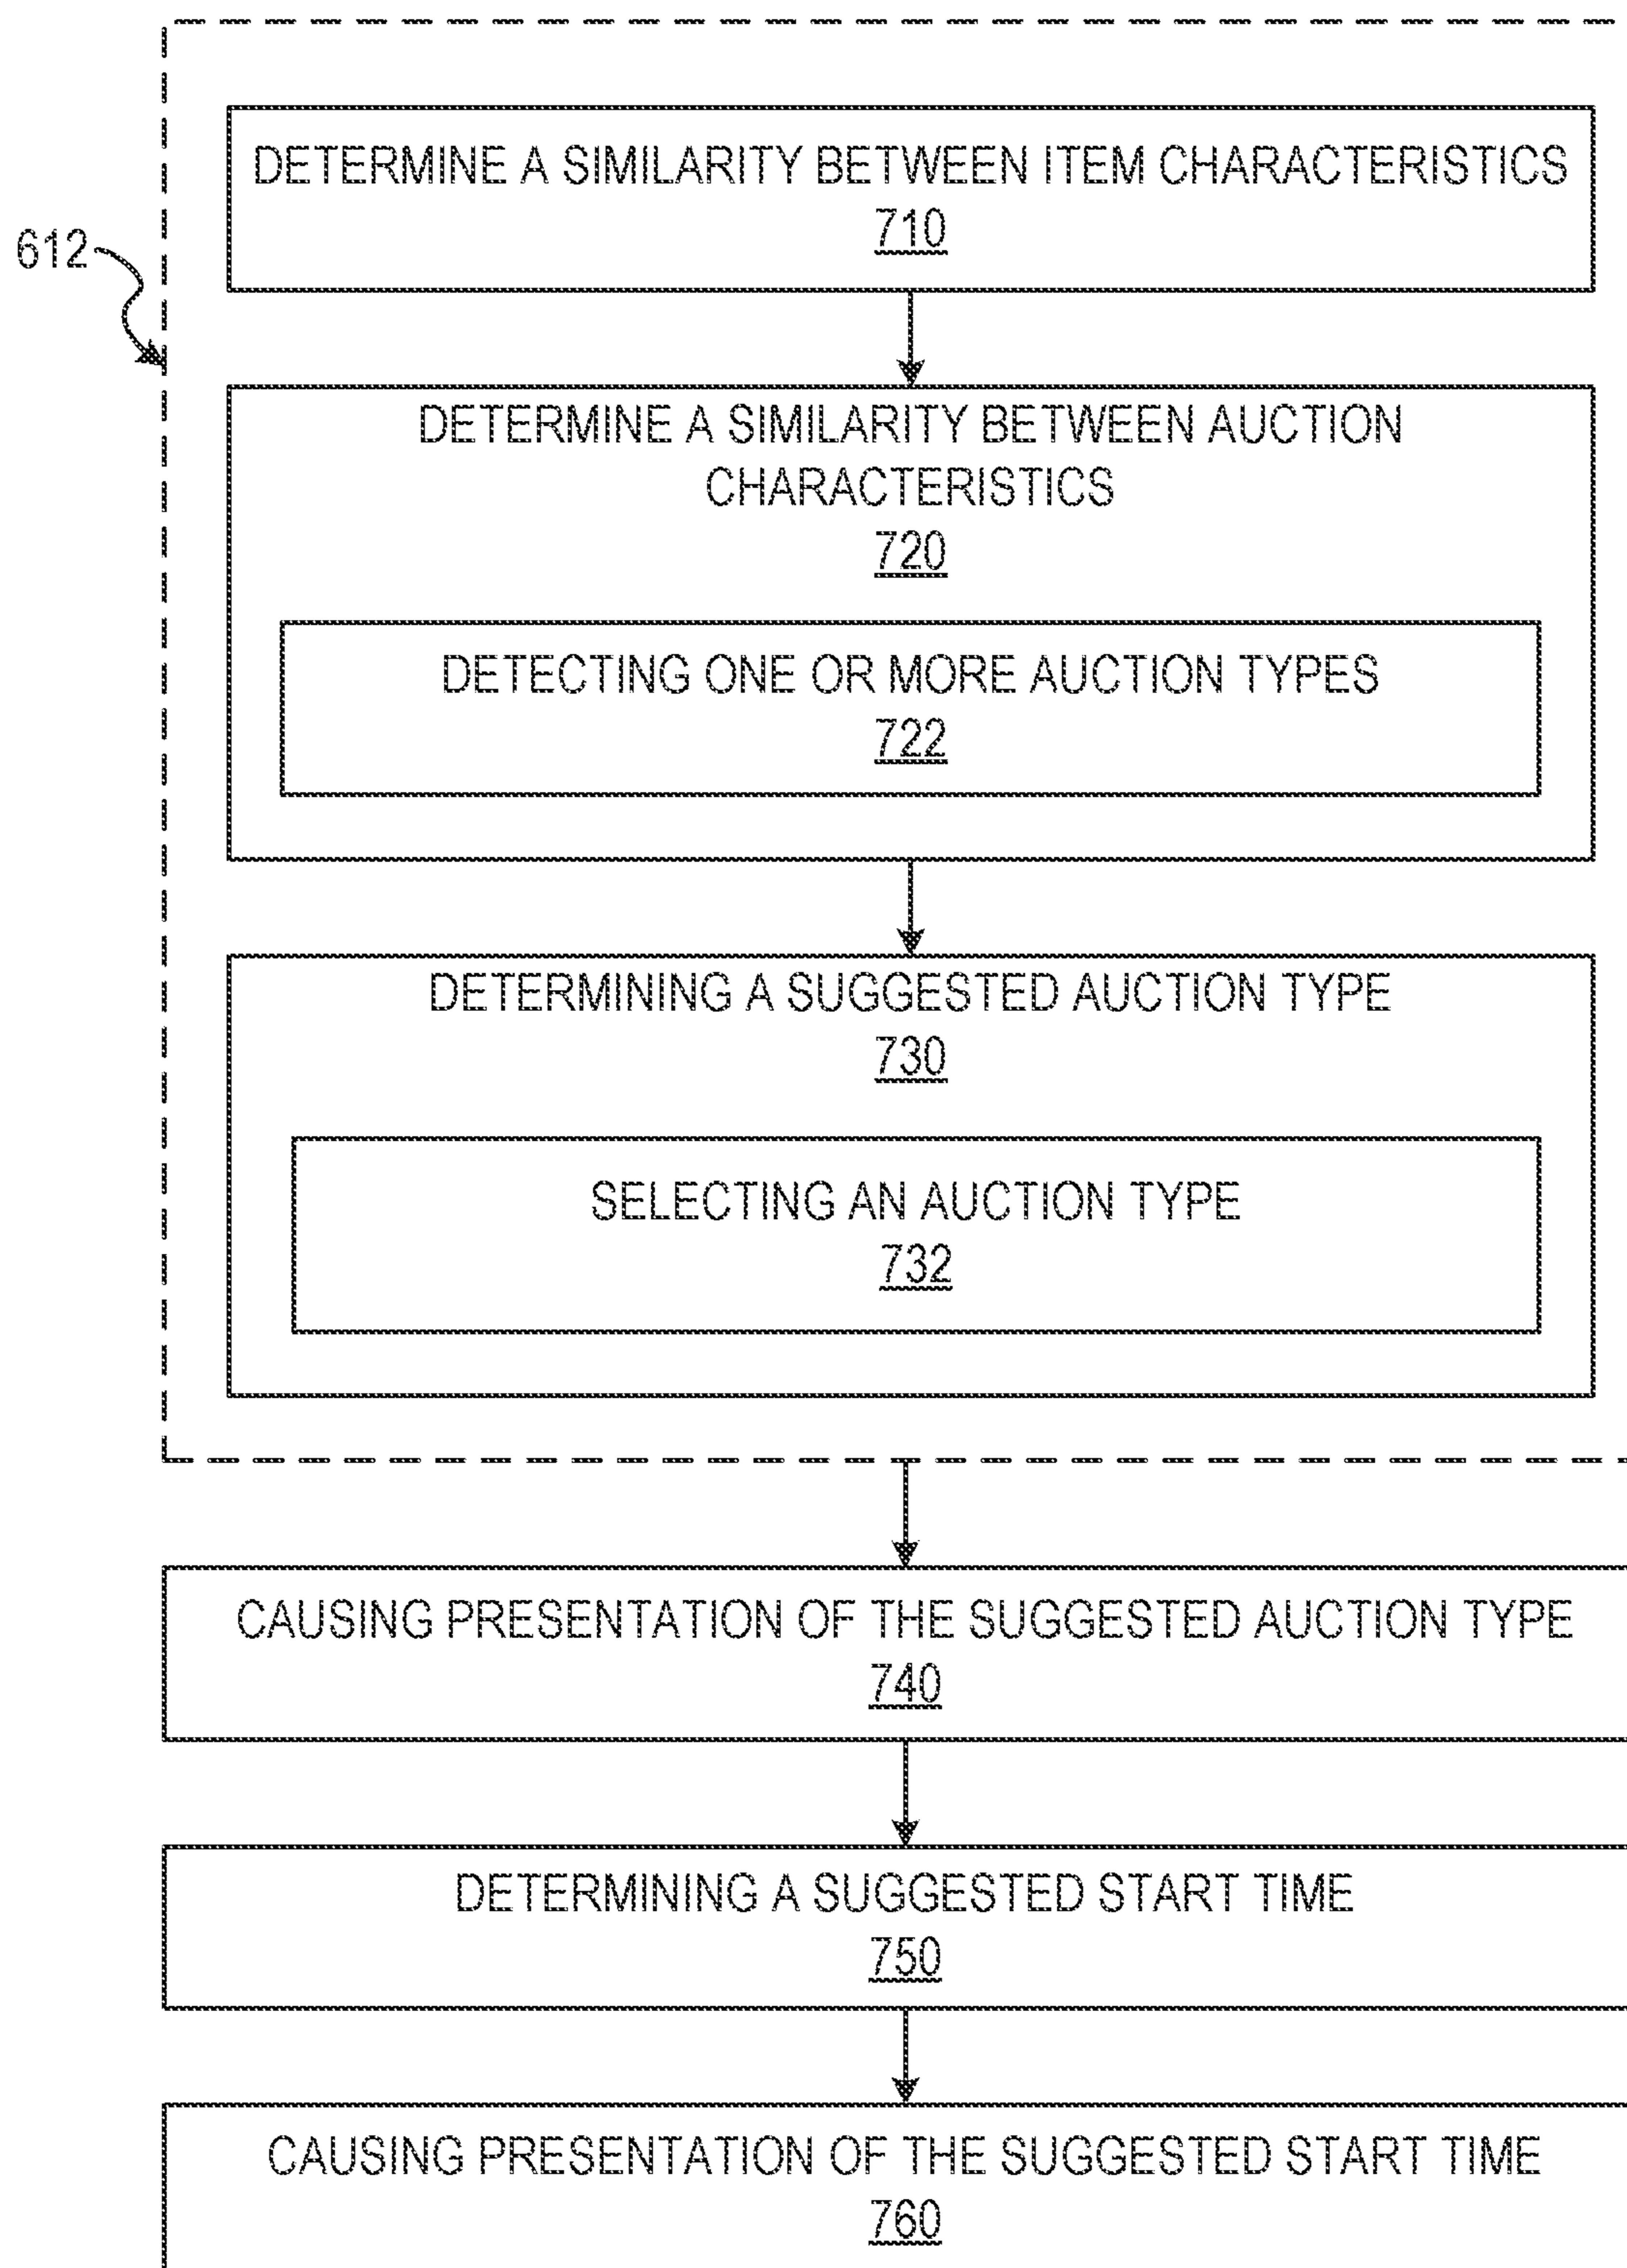 DETERMINE A SIMILARITY BETWEEN ITEM CHARACTERISTICS
710
612
DETERMINE A SIMILARITY BETWEEN AUCTION
CHARACTERISTICS
720
DETECTING ONE OR MORE AUCTION TYPES
722
DETERMINING A SUGGESTED AUCTION TYPE
730
SELECTING AN AUCTION TYPE
732
CAUSING PRESENTATION OF THE SUGGESTED AUCTION TYPE
740
DETERMINING A SUGGESTED START TIME
750
CAUSING PRESENTATION OF THE SUGGESTED START TIME
760